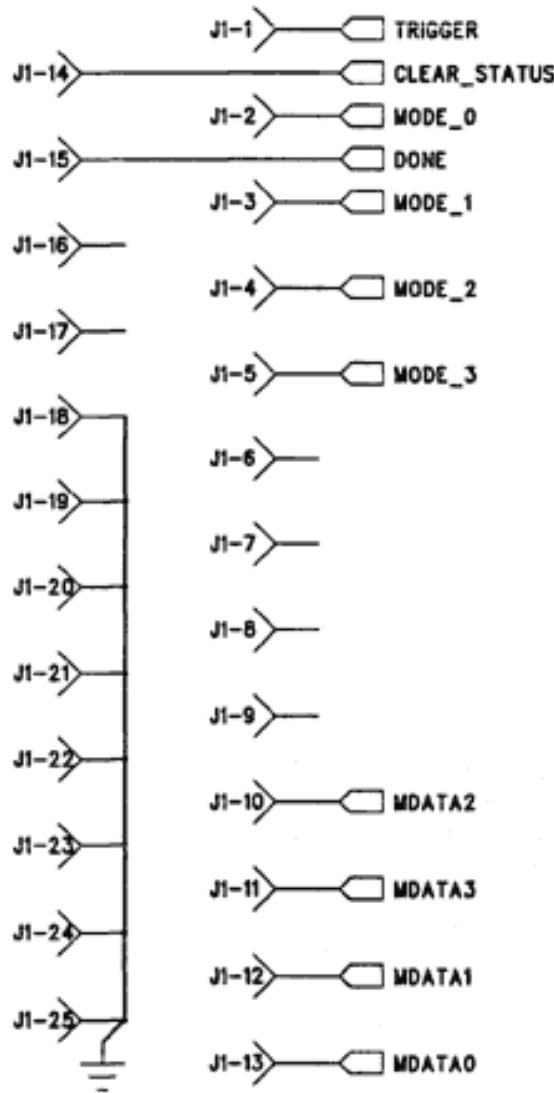 J1-1 TRIGGER
J1-14 CLEAR_STATUS
J1-2 MODE_0
J1-15 DONE
J1-3 MODE_1
J1-16
J1-4 MODE_2
J1-17
J1-5 MODE_3
J1-18
J1-6
J1-19
J1-7
J1-20
J1-8
J1-21
J1-9
J1-22
J1-10 MDATA2
J1-23
J1-11 MDATA3
J1-24
J1-12 MDATA1
J1-25
J1-13 MDATA0